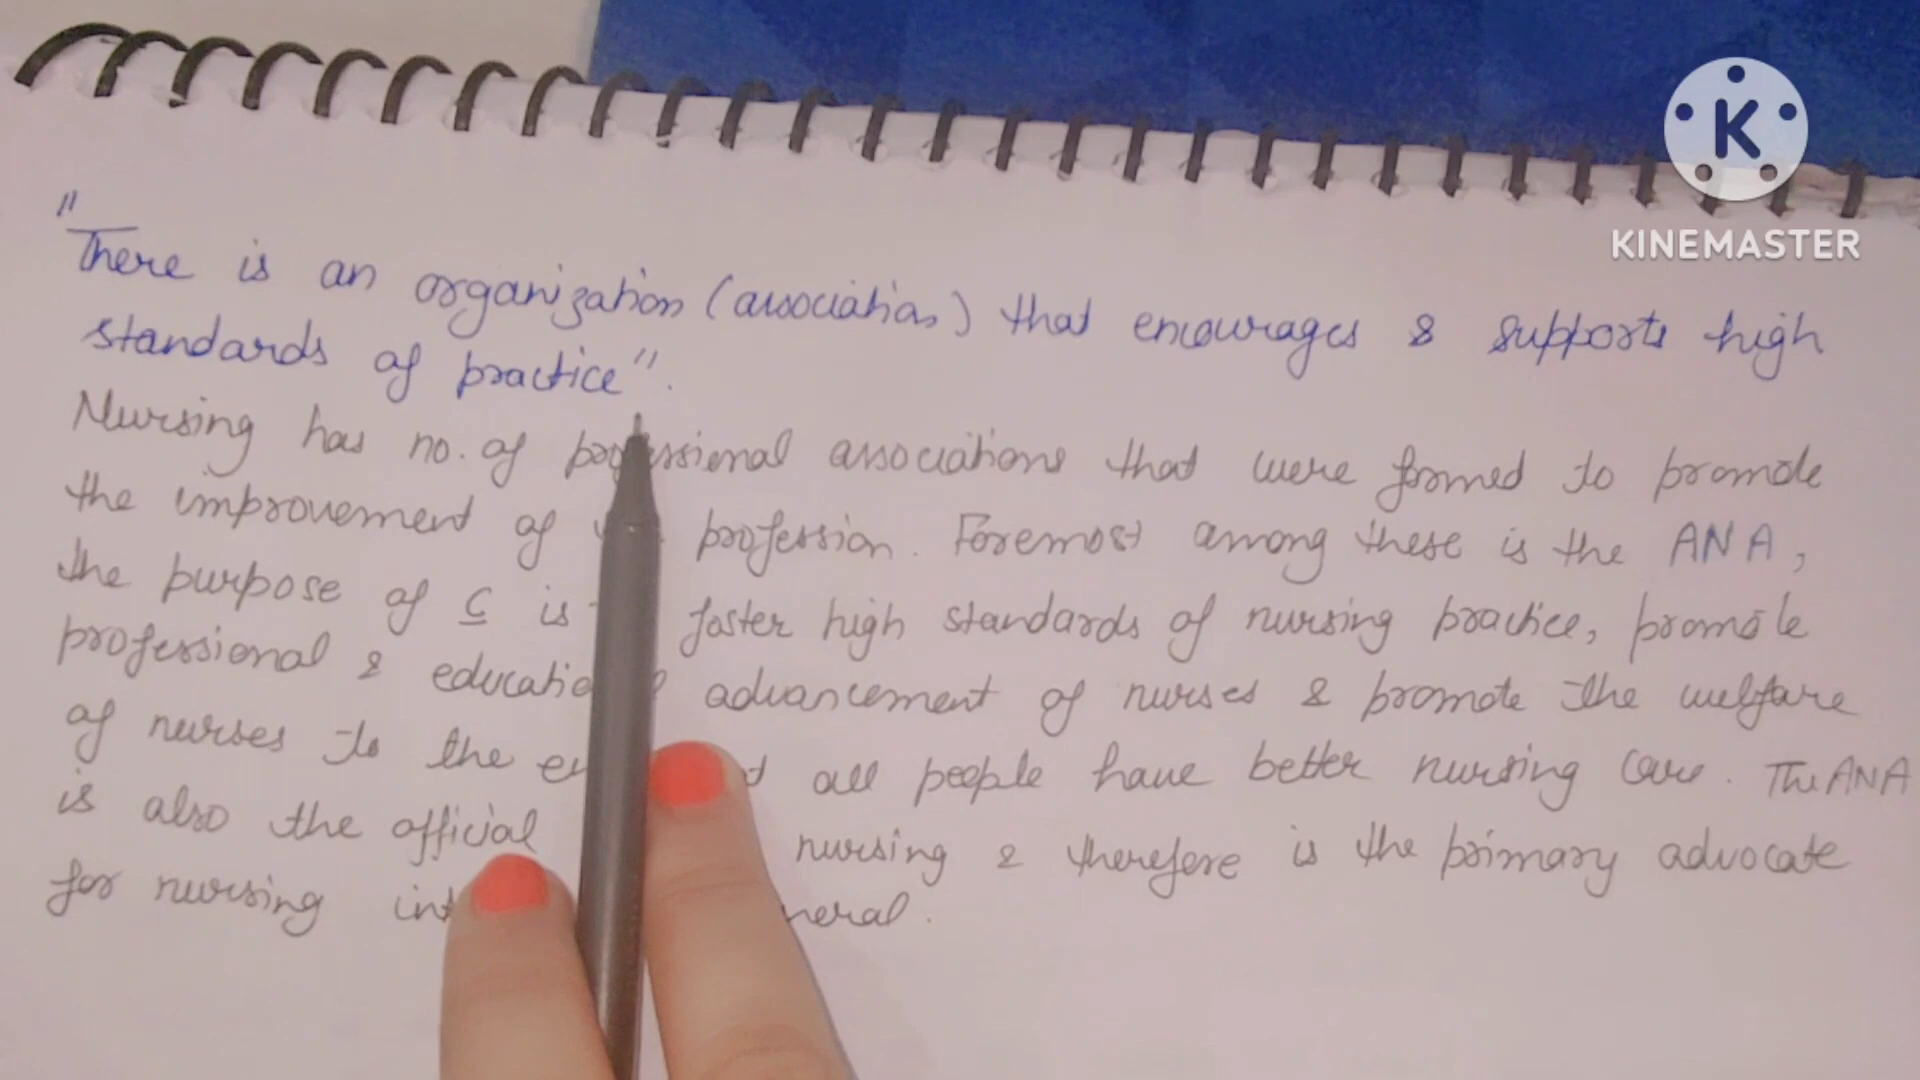 "There is an organization (association) that encourages & supports high
standards of practice".
Nursing has no. of professional associations that were formed to promote
the improvement of profession. Foremost among these is the ANA,
the purpose of C is foster high standards of nursing practice, promote
professional & advancement of nurses & promote the welfare
of nurses to the all people have better nursing care. The ANA
is also the official nursing & therefore is the primary advocate
for nursing
KINEMASTER